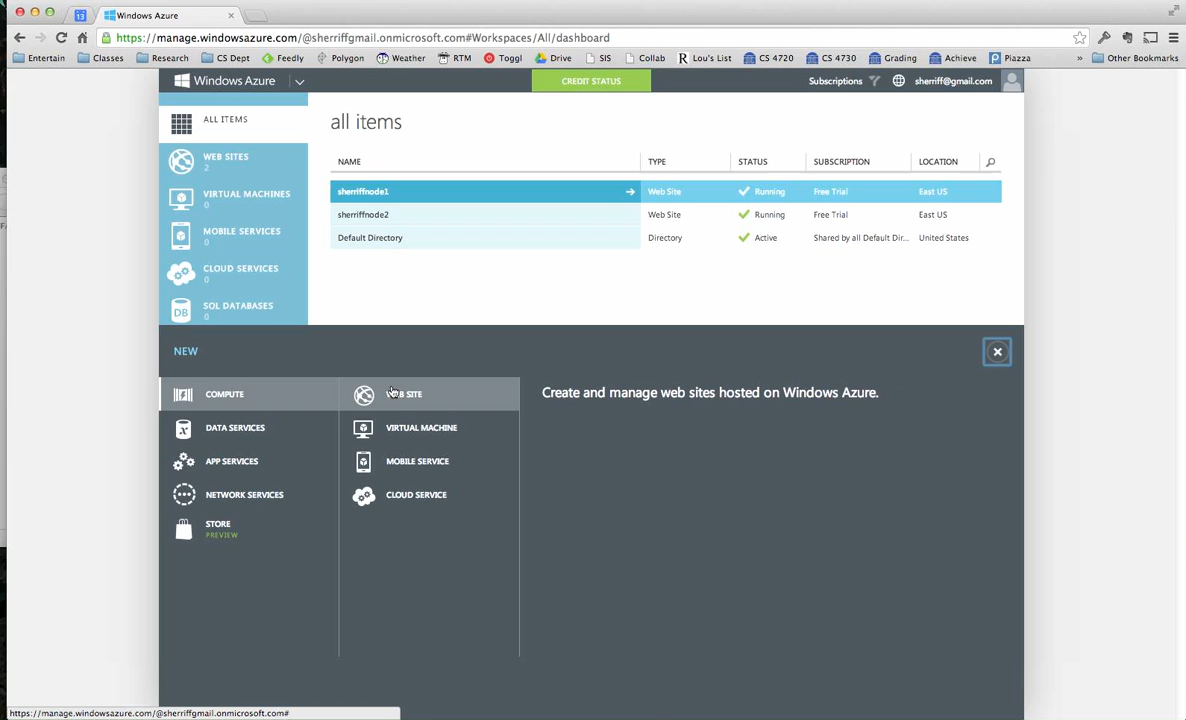 13
Windows Azure
https://manage.windowsazure.com/@sherriffgmail.onmicrosoft.com#Workspaces/All/dashboard
Entertain Classes Research CS Dept Feedly Polygon Weather RTM Toggl Drive SIS Collab R Lou's List CS 4720 CS 4730 Grading Achieve Piazza » Other Bookmarks
Windows Azure CREDIT STATUS Subscriptions sherriff@gmail.com
ALL ITEMS
WEB SITES
2
VIRTUAL MACHINES
0
MOBILE SERVICES
0
CLOUD SERVICES
0
DB SQL DATABASES
0
all items
NAME TYPE STATUS SUBSCRIPTION LOCATION
sherriffnode1 Web Site Running Free Trial East US
sherriffnode2 Web Site Running Free Trial East US
Default Directory Directory Active Shared by all Default Dir... United States
NEW
COMPUTE
DATA SERVICES
APP SERVICES
NETWORK SERVICES
STORE
PREVIEW
WEB SITE
VIRTUAL MACHINE
MOBILE SERVICE
CLOUD SERVICE
Create and manage web sites hosted on Windows Azure.
https://manage.windowsazure.com/@sherriffgmail.onmicrosoft.com#